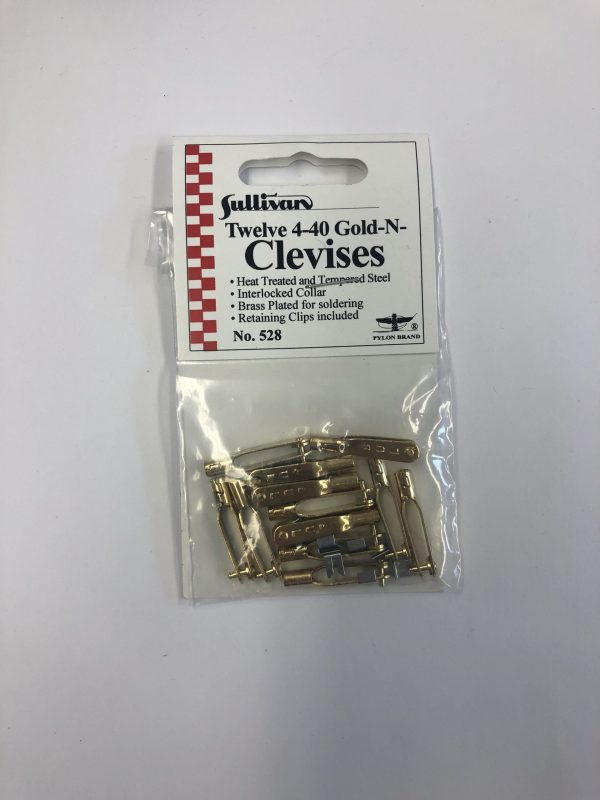 Sullivan
Twelve 4-40 Gold-N-
Clevises
• Heat Treated and Tempered Steel
• Interlocked Collar
• Brass Plated for soldering
• Retaining Clips included
No. 528
®
PYLON BRAND